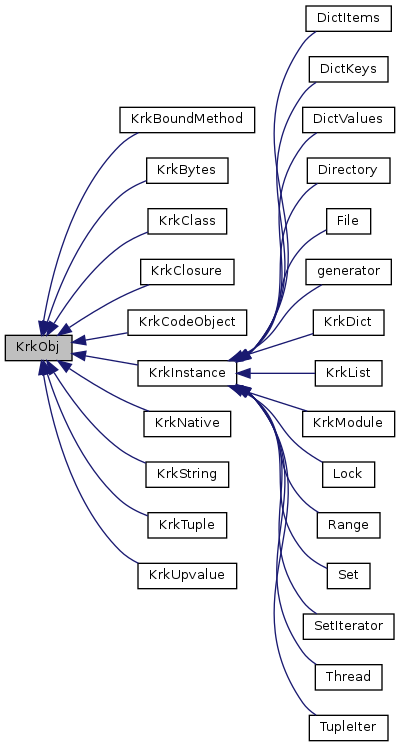 KrkObj
KrkBoundMethod
KrkBytes
KrkClass
KrkClosure
KrkCodeObject
KrkInstance
KrkNative
KrkString
KrkTuple
KrkUpvalue
DictItems
DictKeys
DictValues
Directory
File
generator
KrkDict
KrkList
KrkModule
Lock
Range
Set
SetIterator
Thread
TupleIter